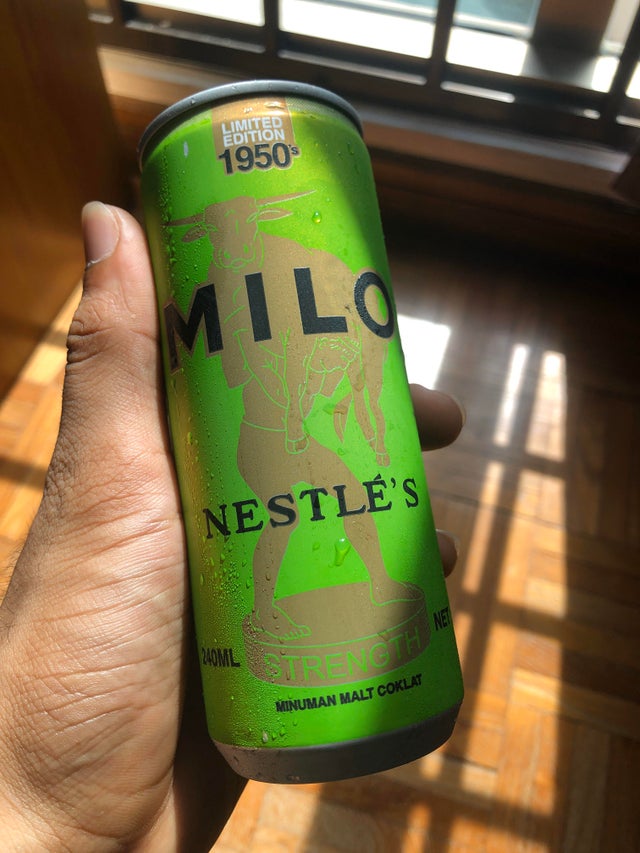 LIMITED
EDITION
1950's
MILO
NESTLÉ'S
240ML
NET
STRENGTH
MINUMAN MALT COKLAT